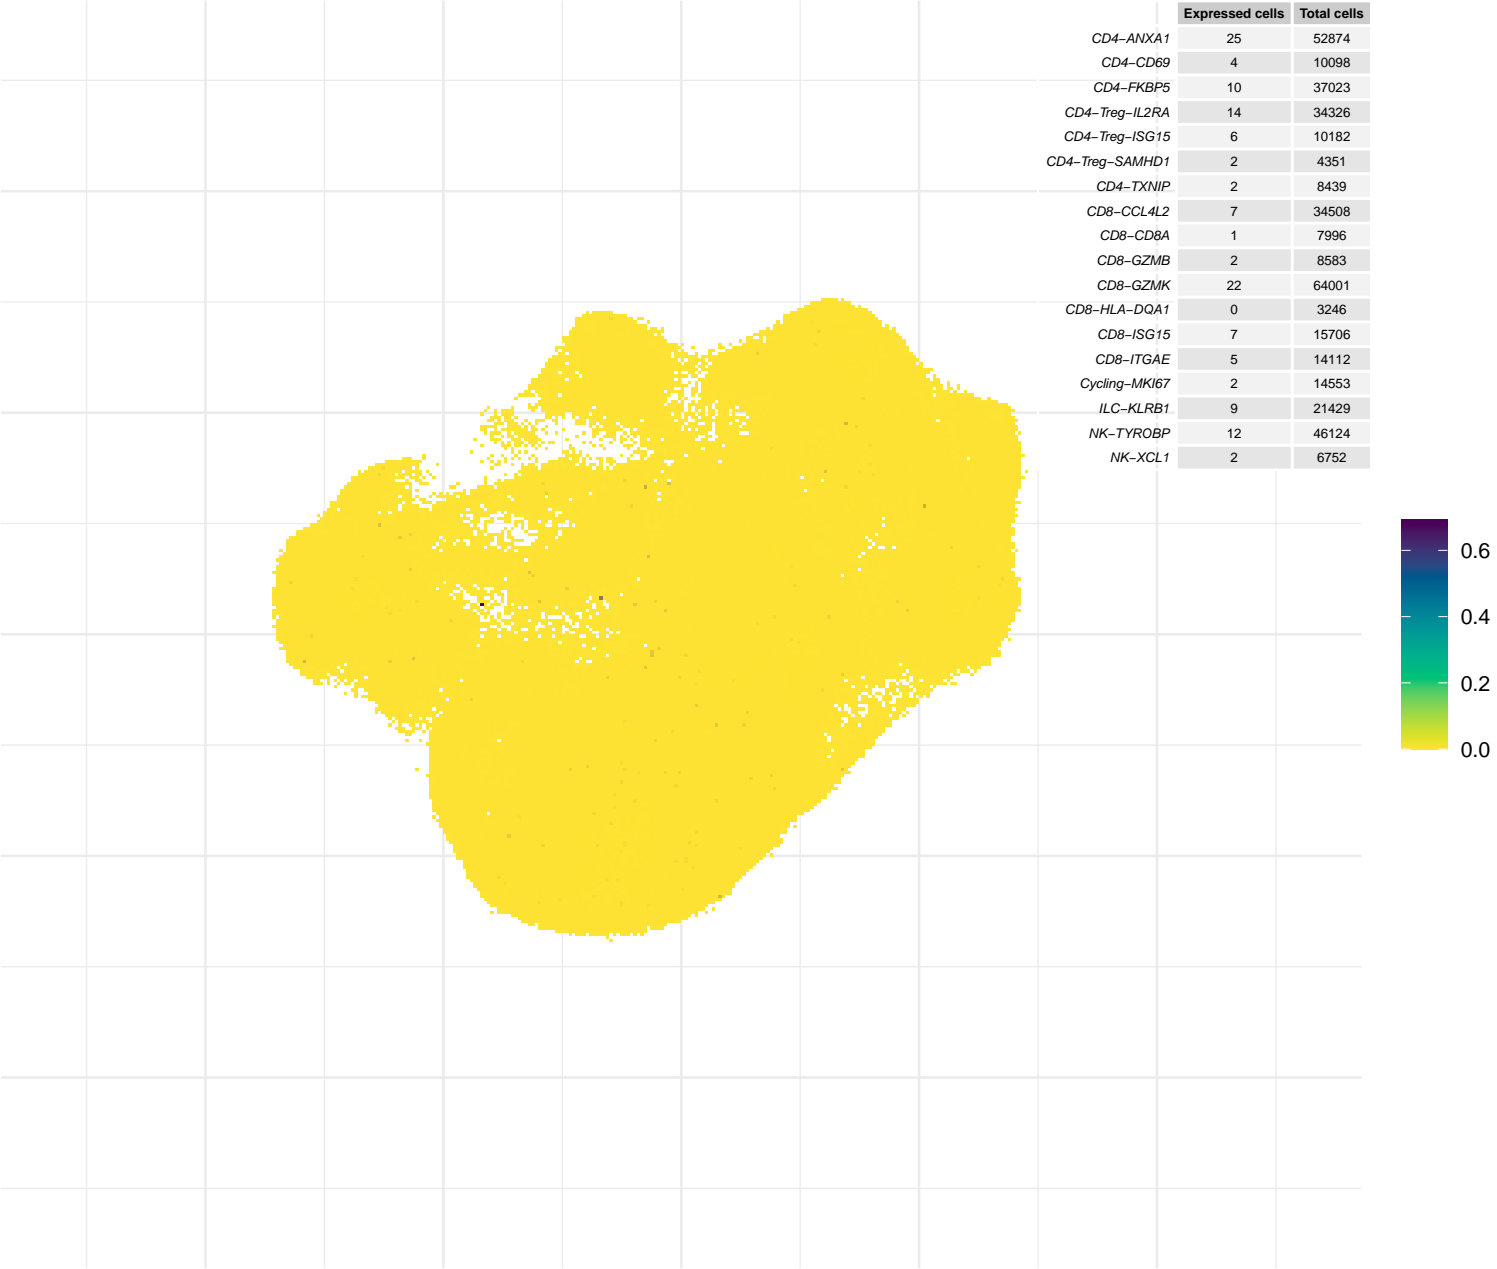 Expressed cells Total cells
CD4−ANXA1 25 52874
CD4−CD69 4 10098
CD4−FKBP5 10 37023
CD4−Treg−IL2RA 14 34326
CD4−Treg−ISG15 6 10182
CD4−Treg−SAMHD1 2 4351
CD4−TXNIP 2 8439
CD8−CCL4L2 7 34508
CD8−CD8A 1 7996
CD8−GZMB 2 8583
CD8−GZMK 22 64001
CD8−HLA−DQA1 0 3246
CD8−ISG15 7 15706
CD8−ITGAE 5 14112
Cycling−MKI67 2 14553
ILC−KLRB1 9 21429
NK−TYROBP 12 46124
NK−XCL1 2 6752
0.6
0.4
0.2
0.0